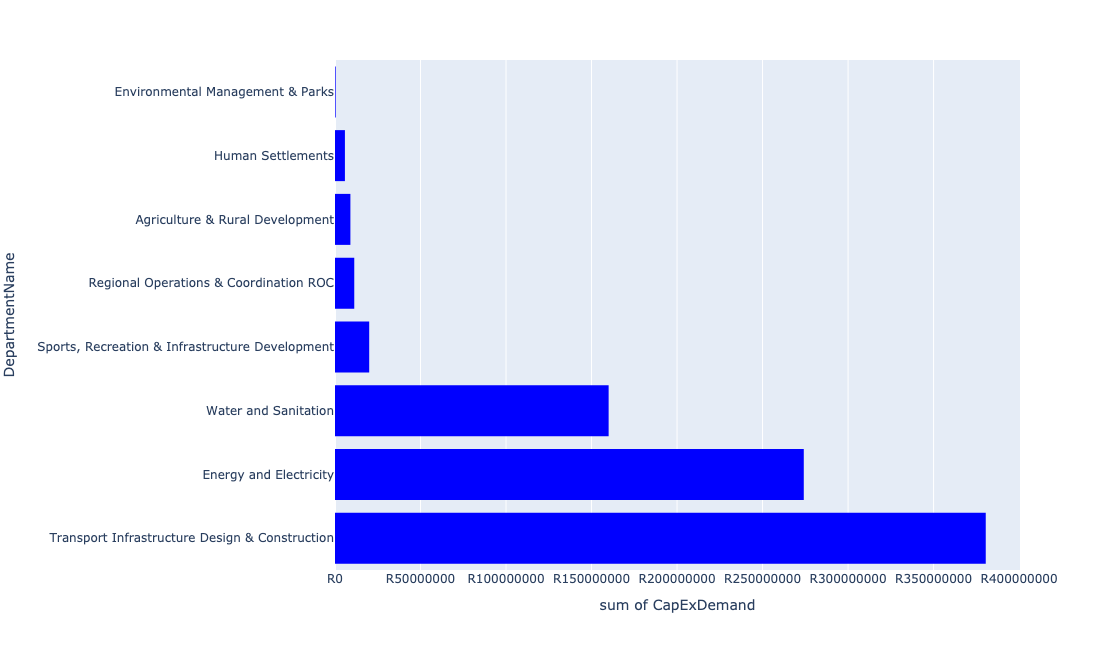 Environmental Management & Parks
Human Settlements
Agriculture & Rural Development
Regional Operations & Coordination ROC
Sports, Recreation & Infrastructure Development
Water and Sanitation
Energy and Electricity
Transport Infrastructure Design & Construction
DepartmentName
R0 R50000000 R100000000 R150000000 R200000000 R250000000 R300000000 R350000000 R400000000
sum of CapExDemand